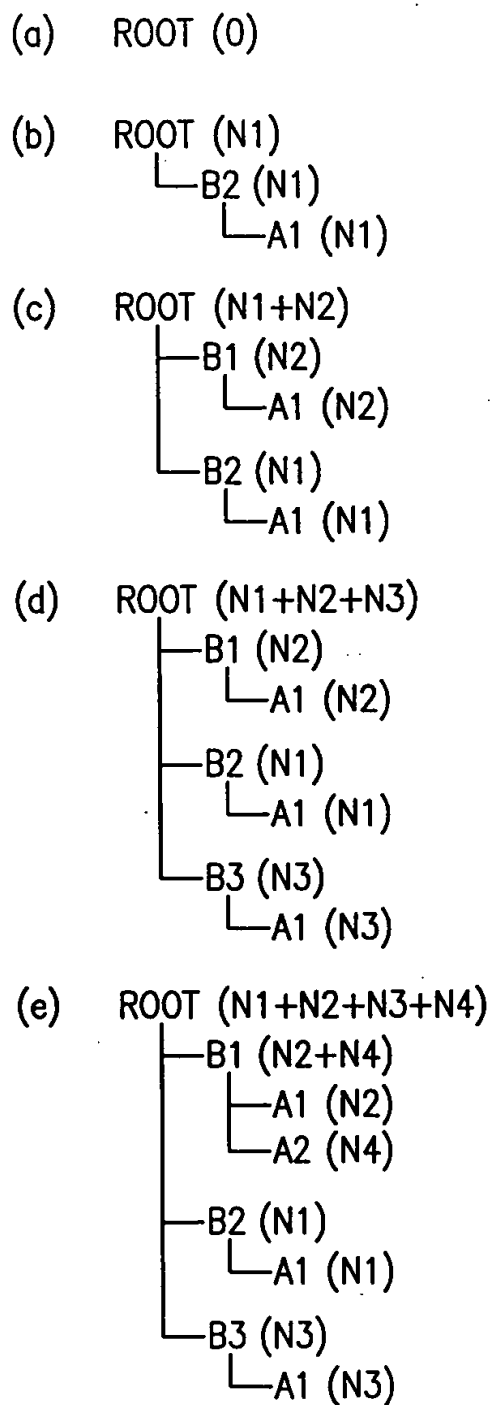 (a) ROOT (0)
(b) ROOT (N1)
B2 (N1)
A1 (N1)
(c) ROOT (N1+N2)
B1 (N2)
A1 (N2)
B2 (N1)
A1 (N1)
(d) ROOT (N1+N2+N3)
B1 (N2)
A1 (N2)
B2 (N1)
A1 (N1)
B3 (N3)
A1 (N3)
(e) ROOT (N1+N2+N3+N4)
B1 (N2+N4)
A1 (N2)
A2 (N4)
B2 (N1)
A1 (N1)
B3 (N3)
A1 (N3)